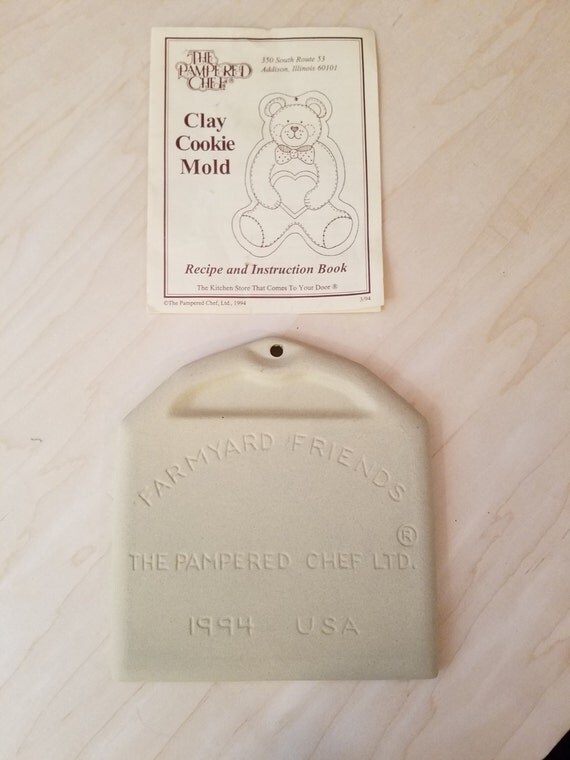 THE
PAMPERED
CHEF®
350 South Route 53
Addison, Illinois 60101
Clay
Cookie
Mold
Recipe and Instruction Book
The Kitchen Store That Comes To Your Door ®
©The Pampered Chef, Ltd., 1994
3/94
FARMYARD FRIENDS
®
THE PAMPERED CHEF LTD.
1994 USA